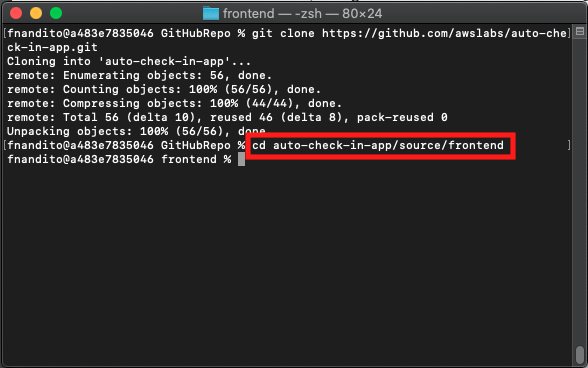 frontend — -zsh — 80×24
[fnandito@a483e7835046 GitHubRepo % git clone https://github.com/awslabs/auto-che]
ck-in-app.git
Cloning into 'auto-check-in-app'...
remote: Enumerating objects: 56, done.
remote: Counting objects: 100% (56/56), done.
remote: Compressing objects: 100% (44/44), done.
remote: Total 56 (delta 10), reused 46 (delta 8), pack-reused 0
Unpacking objects: 100% (56/56), done.
[fnandito@a483e7835046 GitHubRepo % cd auto-check-in-app/source/frontend ]
fnandito@a483e7835046 frontend %